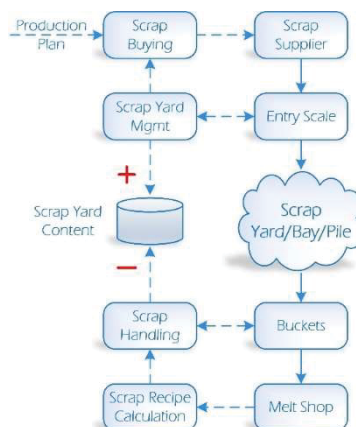 Production
Plan
Scrap
Buying
Scrap
Supplier
Scrap Yard
Mgmt
Entry Scale
+
Scrap Yard
Content
Scrap
Yard/Bay/Pile
−
Scrap
Handling
Buckets
Scrap Recipe
Calculation
Melt Shop